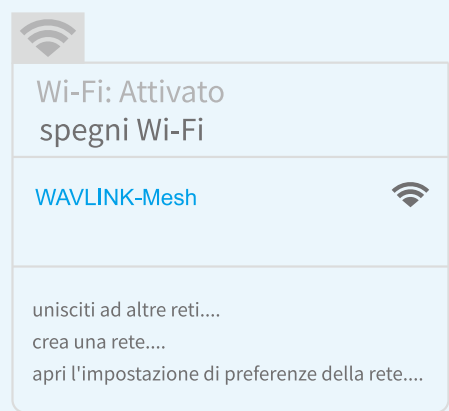 Wi-Fi: Attivato
spegni Wi-Fi
WAVLINK-Mesh
unisciti ad altre reti....
crea una rete....
apri l'impostazione di preferenze della rete....